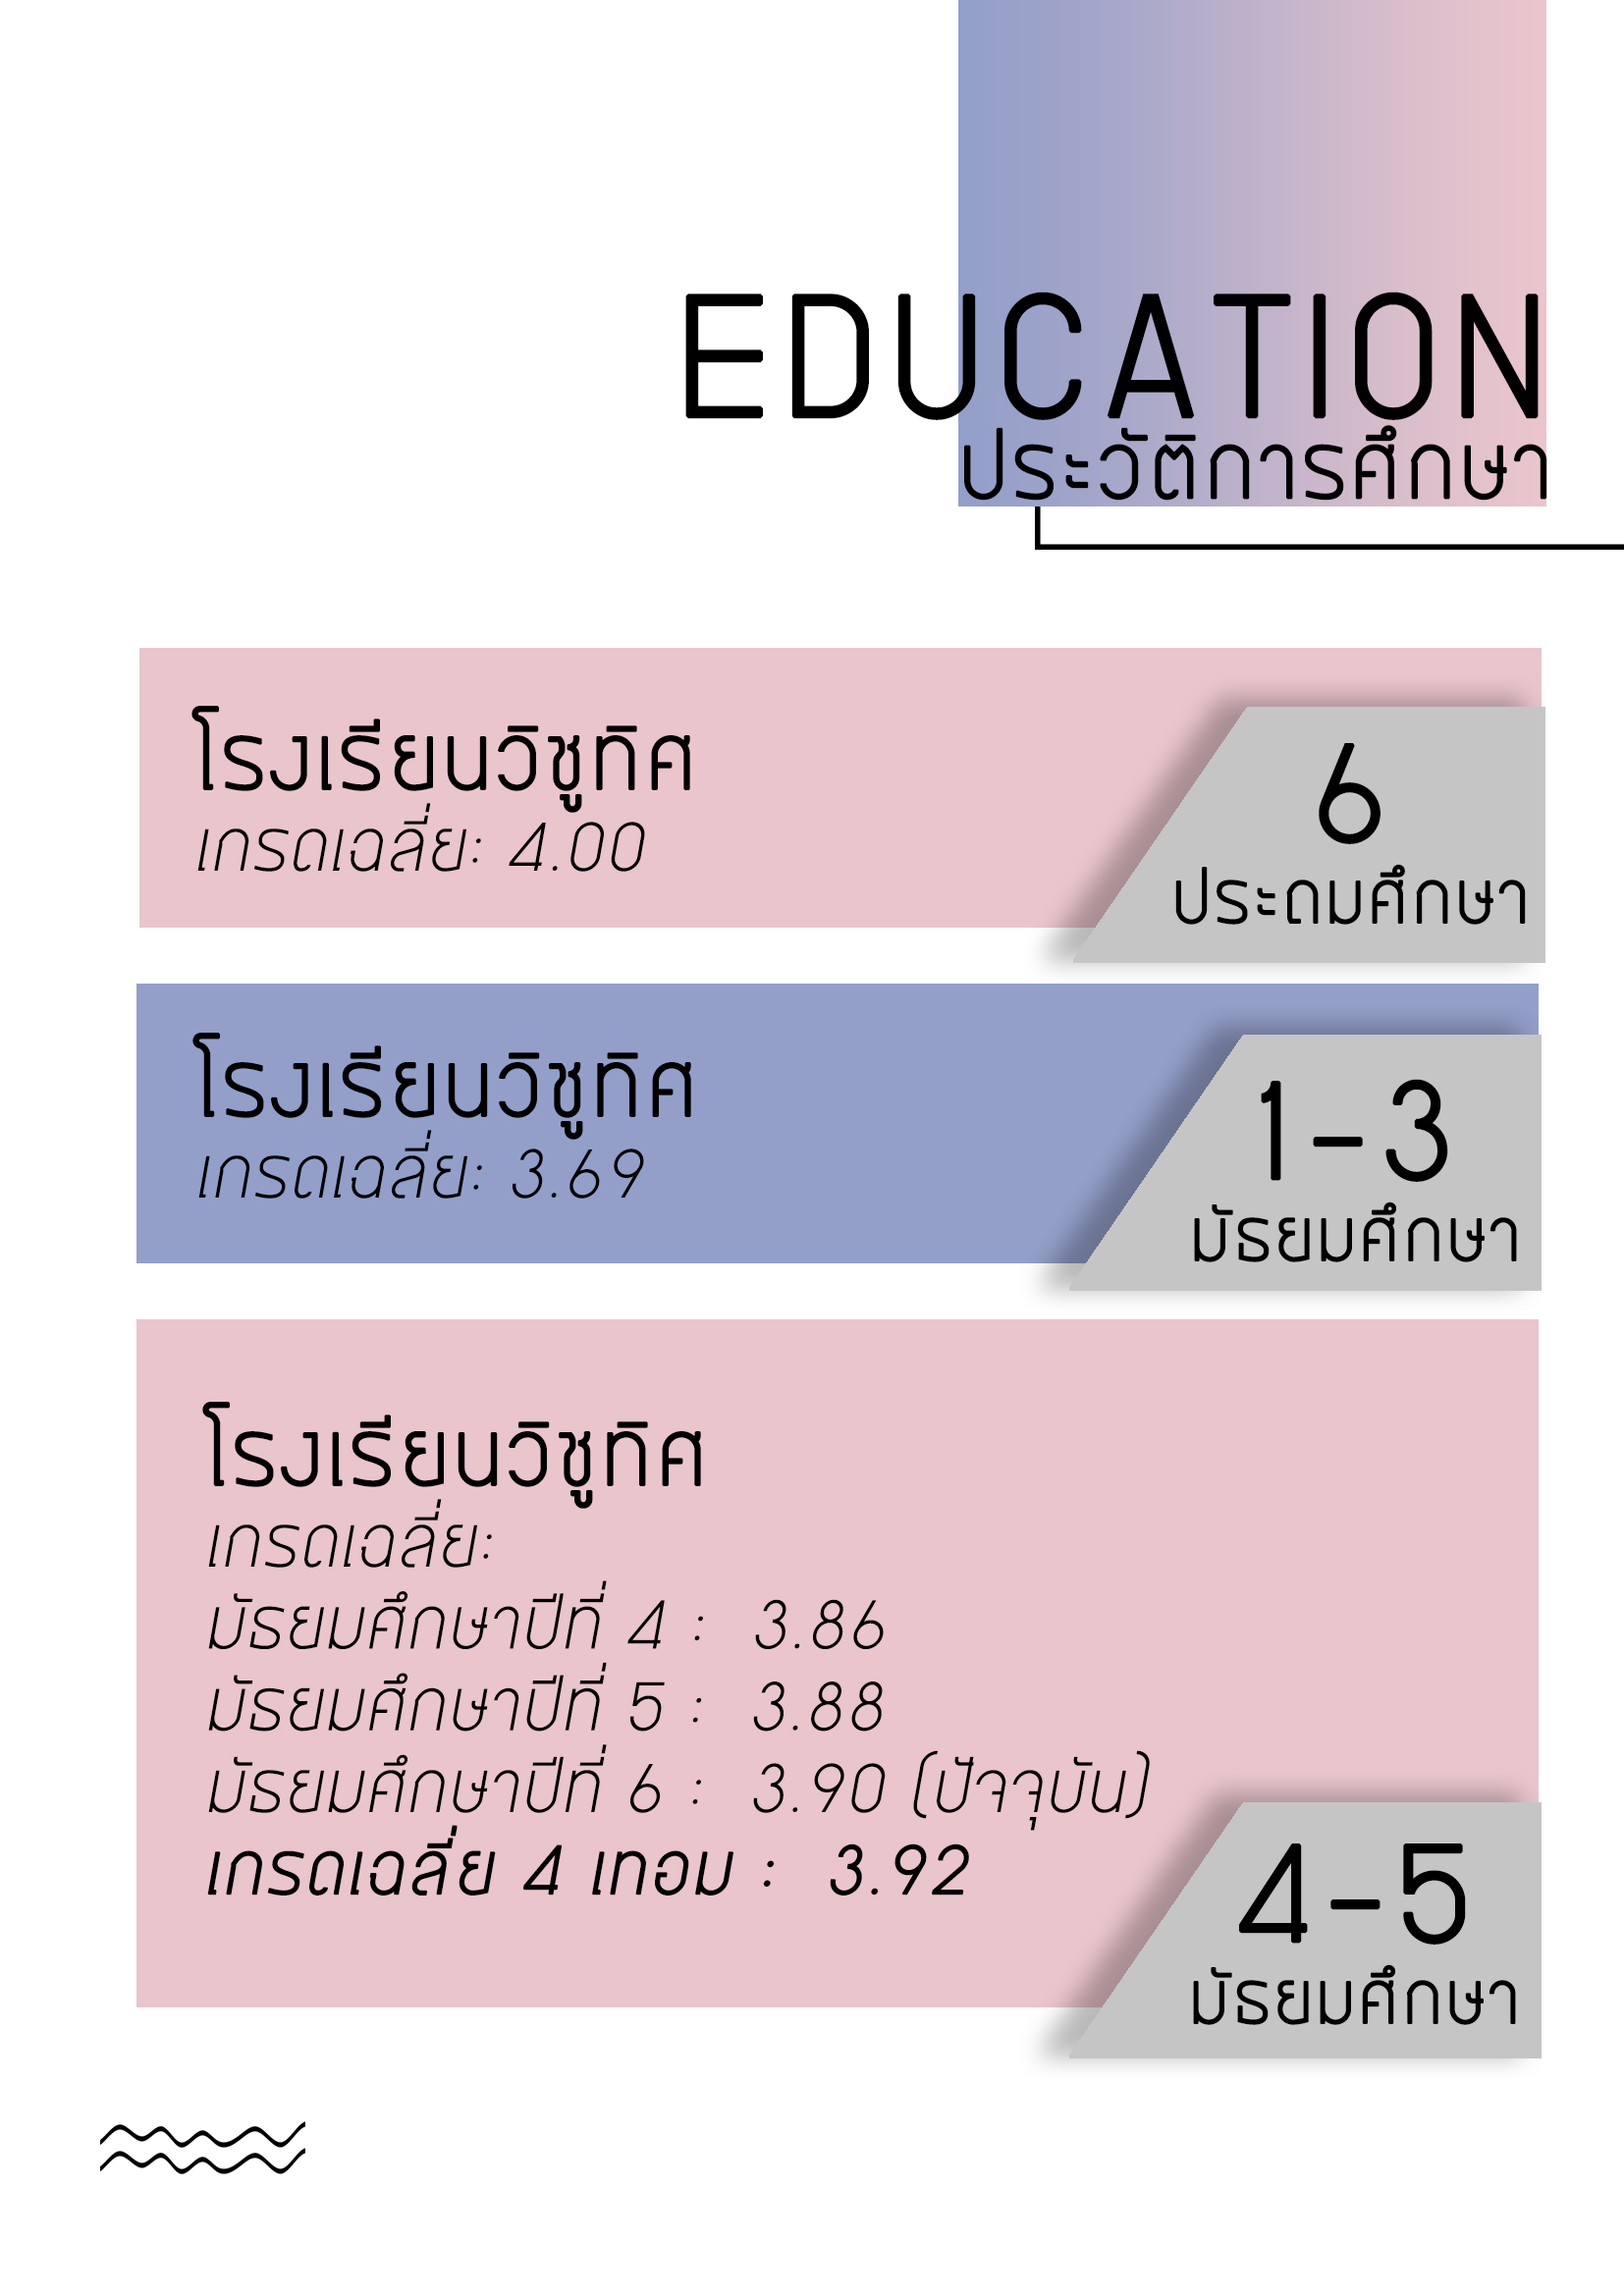 EDUCATION
ประวัติการศึกษา
โรงเรียนวิชูทิศ
เกรดเฉลี่ย: 4.00
6
ประถมศึกษา
โรงเรียนวิชูทิศ
เกรดเฉลี่ย: 3.69
1-3
มัธยมศึกษา
โรงเรียนวิชูทิศ
เกรดเฉลี่ย:
มัธยมศึกษาปีที่ 4 : 3.86
มัธยมศึกษาปีที่ 5 : 3.88
มัธยมศึกษาปีที่ 6 : 3.90 (ปัจจุบัน)
เกรดเฉลี่ย 4 เทอม : 3.92
4-5
มัธยมศึกษา